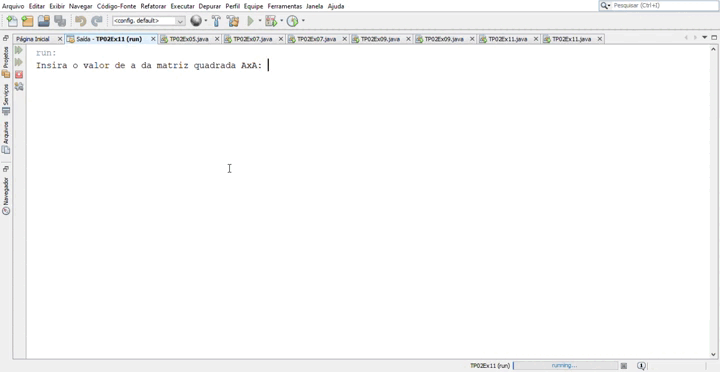 Arquivo Editar Exibir Navegar Código-Fonte Refatorar Executar Depurar Perfil Equipe Ferramentas Janela Ajuda
Pesquisar (Ctrl+I)
<config. default>
Página Inicial
Saída - TP02Ex11 (run)
TP02Ex05.java
TP02Ex07.java
TP02Ex07.java
TP02Ex09.java
TP02Ex09.java
TP02Ex11.java
TP02Ex11.java
Projetos
Serviços
Arquivos
Navegador
run:
Insira o valor de a da matriz quadrada AxA:
TP02Ex11 (run)
running...